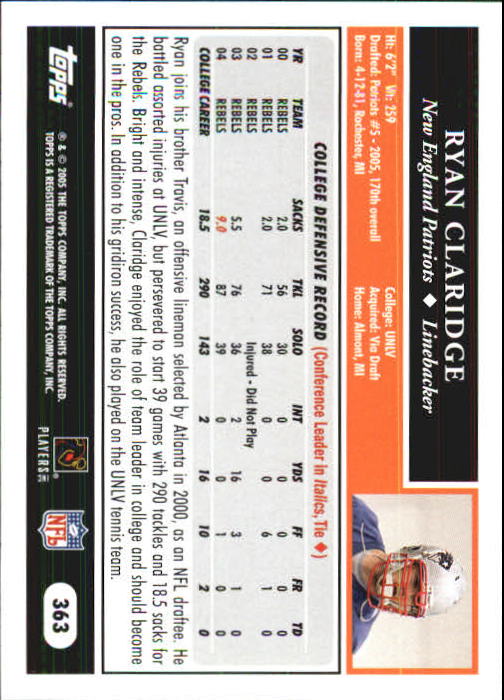 RYAN CLARIDGE
New England Patriots ◆ Linebacker
Ht: 6'2" Wt: 259 College: UNLV
Drafted: Patriots #5 - 2005, 170th overall Acquired: Via Draft
Born: 4-12-81, Rochester, MI Home: Almont, MI
COLLEGE DEFENSIVE RECORD (Conference Leader in Italics, Tie ◆)
YR TEAM SACKS TKL SOLO INT YDS FF FR TD
00 REBELS 2.0 56 30 0 0 0 0 0
01 REBELS 2.0 71 38 0 0 6 1 0
02 REBELS Injured - Did Not Play
03 REBELS 5.5 76 36 2 16 3 1 0
04 REBELS 9.0 87 39 0 0 1 0 0
COLLEGE CAREER 18.5 290 143 2 16 10 2 0
Ryan joins his brother Travis, an offensive lineman selected by Atlanta in 2000, as an NFL draftee. He
battled assorted injuries at UNLV, but persevered to start 39 games with 290 tackles and 18.5 sacks for
the Rebels. Bright and intense, Claridge enjoyed the role of team leader in college and should become
one in the pros. In addition to his gridiron success, he also played on the UNLV tennis team.
topps
® & © 2005 THE TOPPS COMPANY, INC. ALL RIGHTS RESERVED.
TOPPS IS A REGISTERED TRADEMARK OF THE TOPPS COMPANY, INC.
PLAYERS INC
NFL
363